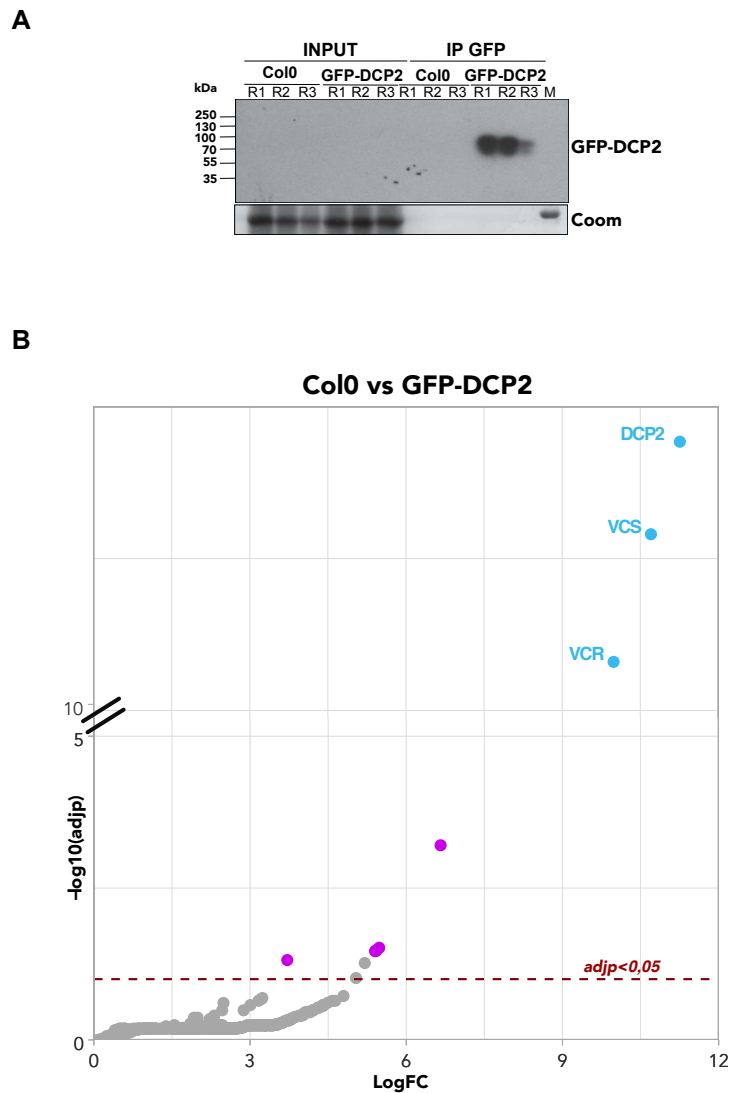 A
INPUT IP GFP
Col0 GFP-DCP2 Col0 GFP-DCP2
kDa R1 R2 R3 R1 R2 R3 R1 R2 R3 R1 R2 R3 M
250
130
100
70
55
35
GFP-DCP2
Coom
B
Col0 vs GFP-DCP2
DCP2
VCS
VCR
10
5
-log10(adjp)
adjp<0,05
0
0 3 6 9 12
LogFC